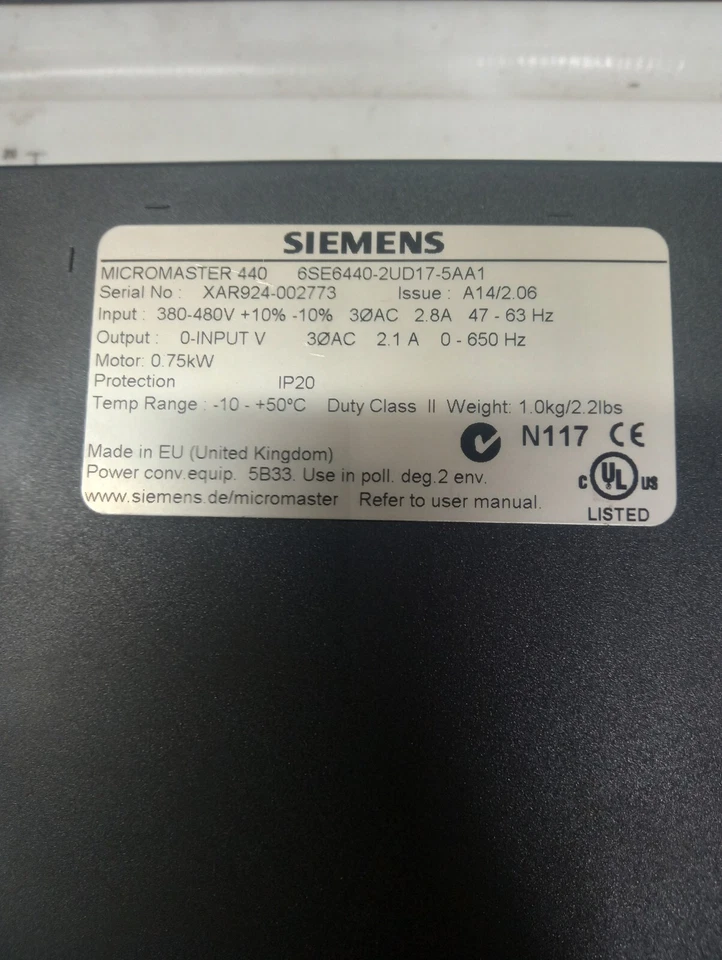 SIEMENS
MICROMASTER 440 6SE6440-2UD17-5AA1
Serial No : XAR924-002773 Issue : A14/2.06
Input : 380-480V +10% -10% 3ØAC 2.8A 47 - 63 Hz
Output : 0-INPUT V 3ØAC 2.1 A 0 - 650 Hz
Motor: 0.75kW
Protection IP20
Temp Range : -10 - +50ºC Duty Class II Weight: 1.0kg/2.2lbs
N117 CE
Made in EU (United Kingdom)
Power conv.equip. 5B33. Use in poll. deg.2 env.
c UL US
www.siemens.de/micromaster Refer to user manual.
LISTED